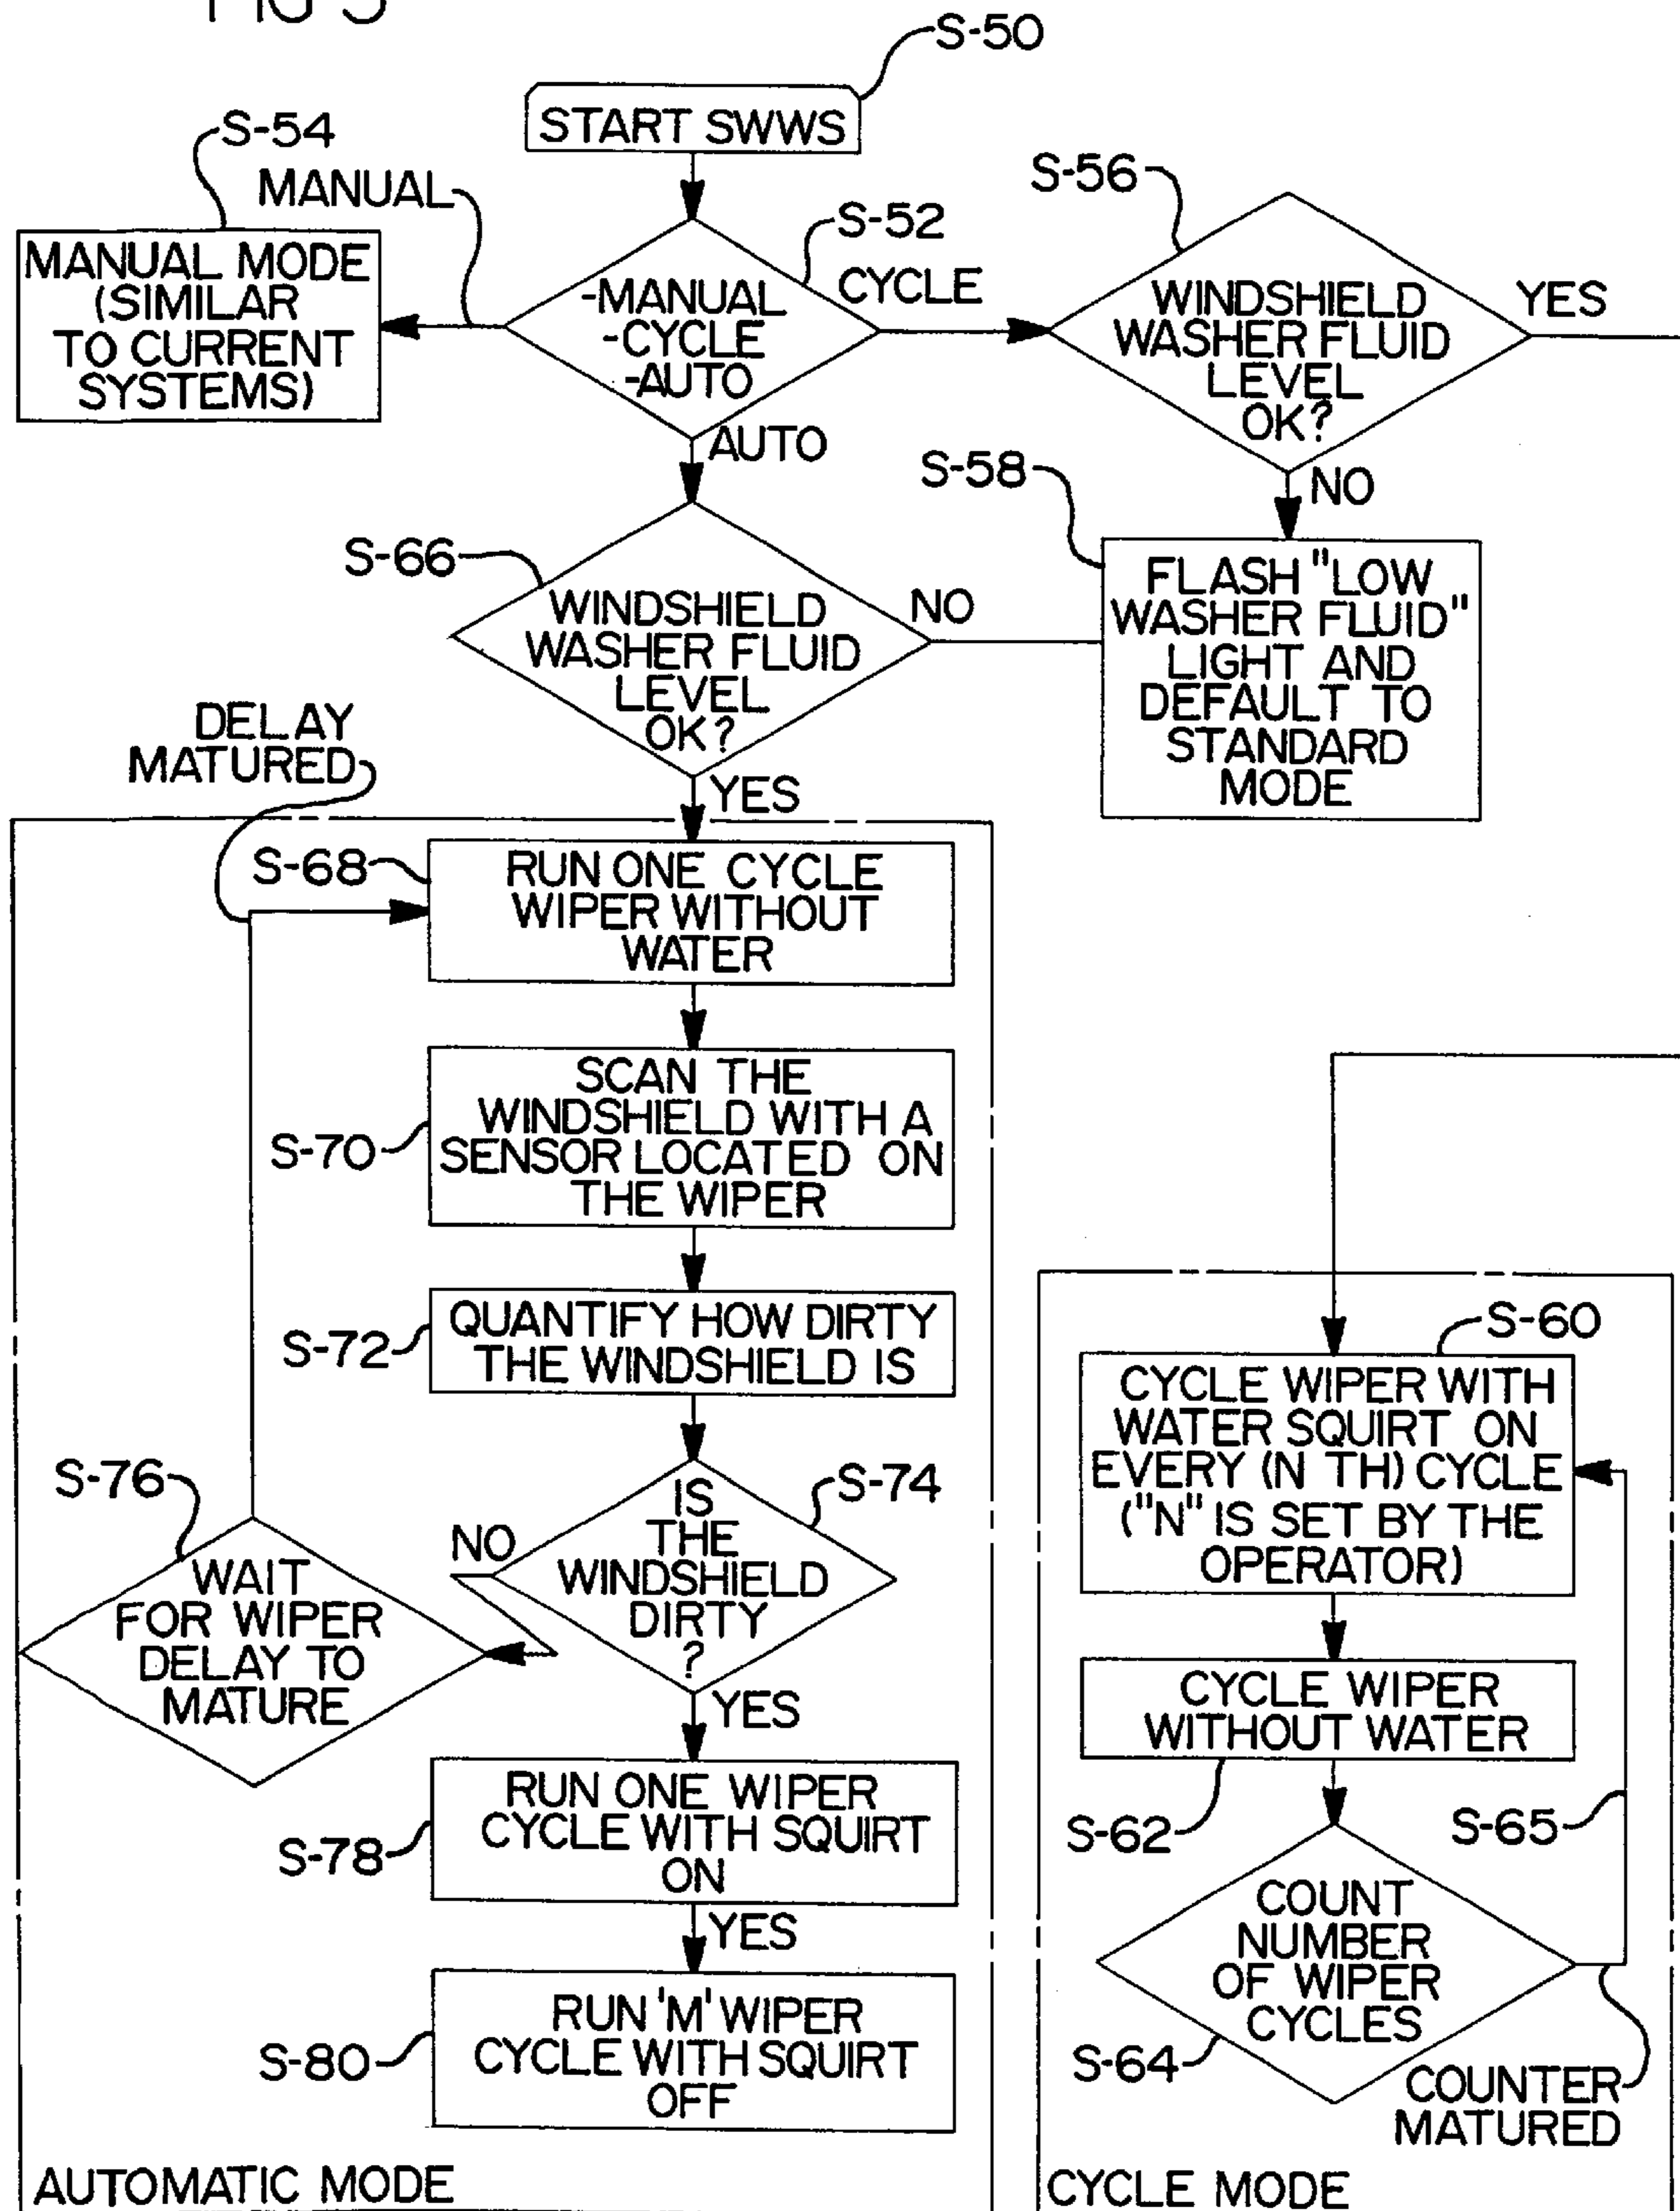 FIG 5
S-50
START SWWS
S-54
MANUAL
MANUAL MODE
(SIMILAR
TO CURRENT
SYSTEMS)
S-52
-MANUAL
-CYCLE
-AUTO
CYCLE
S-56
WINDSHIELD
WASHER FLUID
LEVEL
OK?
YES
AUTO
NO
S-58
FLASH "LOW
WASHER FLUID"
LIGHT AND
DEFAULT TO
STANDARD
MODE
S-66
WINDSHIELD
WASHER FLUID
LEVEL
OK?
NO
YES
DELAY
MATURED
S-68
RUN ONE CYCLE
WIPER WITHOUT
WATER
S-70
SCAN THE
WINDSHIELD WITH A
SENSOR LOCATED ON
THE WIPER
S-72
QUANTIFY HOW DIRTY
THE WINDSHIELD IS
S-74
IS
THE
WINDSHIELD
DIRTY
?
NO
S-76
WAIT
FOR WIPER
DELAY TO
MATURE
YES
S-78
RUN ONE WIPER
CYCLE WITH SQUIRT
ON
YES
S-80
RUN 'M' WIPER
CYCLE WITH SQUIRT
OFF
AUTOMATIC MODE
S-60
CYCLE WIPER WITH
WATER SQUIRT ON
EVERY (N TH) CYCLE
("N" IS SET BY THE
OPERATOR)
CYCLE WIPER
WITHOUT WATER
S-62
S-65
COUNT
NUMBER
OF WIPER
CYCLES
S-64
COUNTER
MATURED
CYCLE MODE